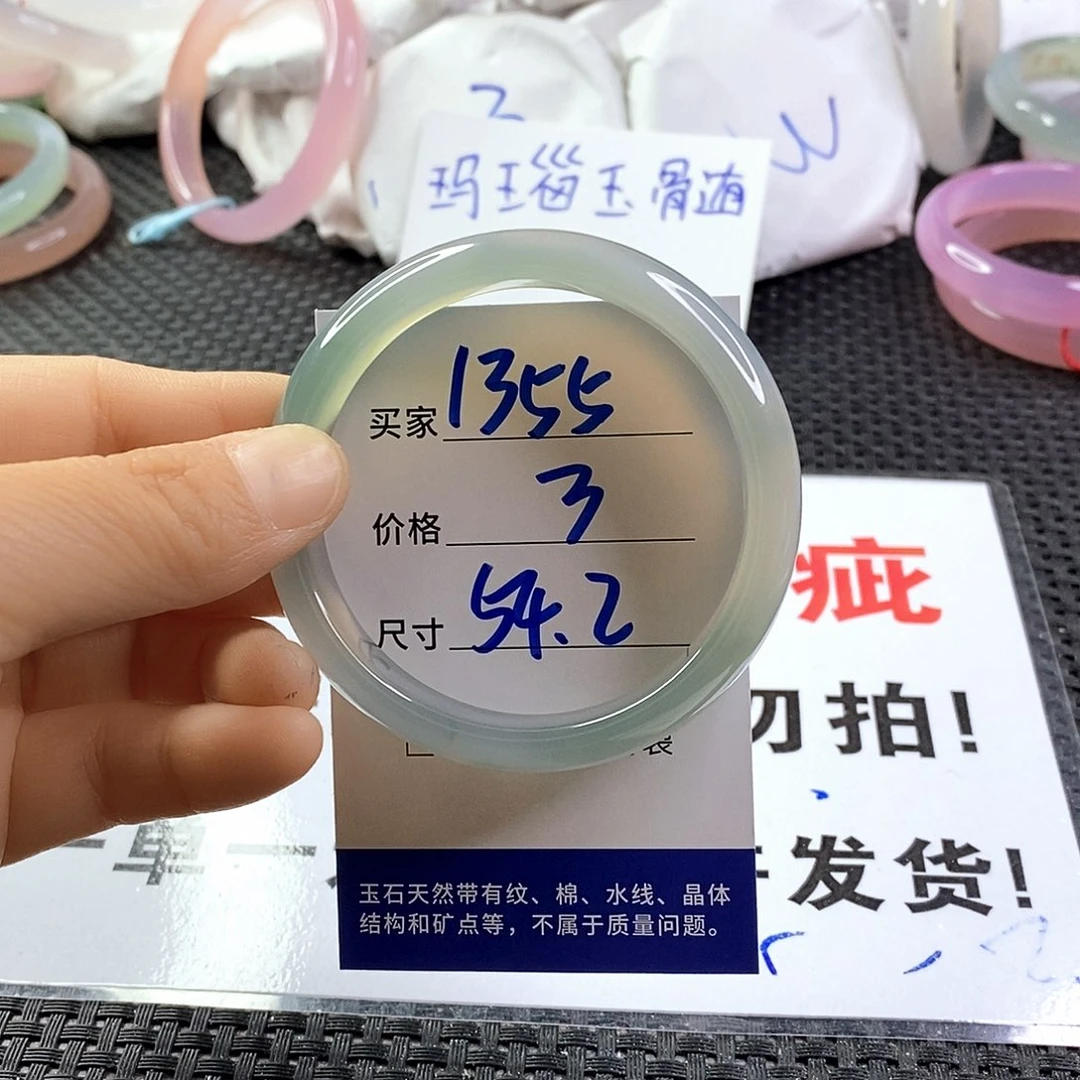 玛瑙玉骨髓
买家 1355
价格 3
尺寸 54.2
疵
勿拍!
发货!
玉石天然带有纹、棉、水线、晶体
结构和矿点等，不属于质量问题。